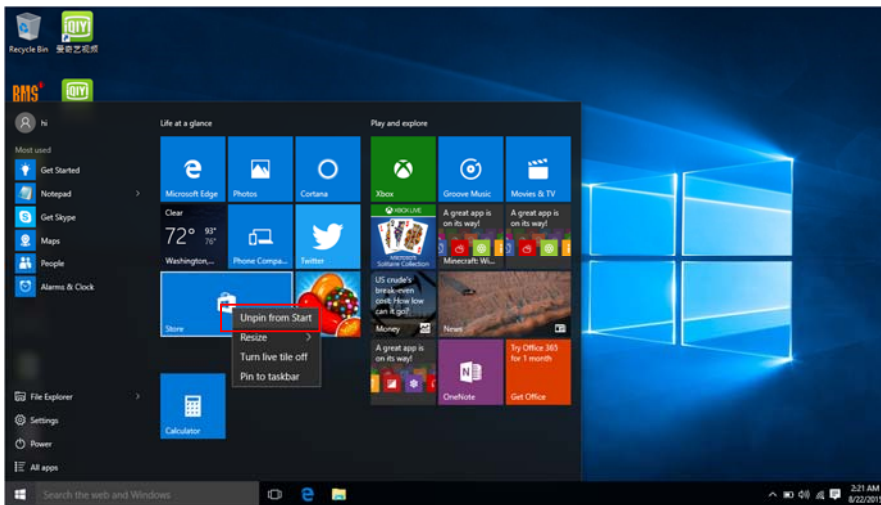 Recycle Bin
爱奇艺视频
iQIYI
BMS
iQIYI
hi
Most used
Get Started
Notepad
Get Skype
Maps
People
Alarms & Clock
File Explorer
Settings
Power
All apps
Search the web and Windows
Life at a glance
Microsoft Edge
Photos
Cortana
Clear
72° 93°
76°
Washington,...
Phone Compa...
Twitter
Store
Unpin from Start
Resize
Turn live tile off
Pin to taskbar
Calculator
Play and explore
Xbox
Groove Music
Movies & TV
XBOX LIVE
Microsoft
Solitaire Collection
A great app is
on its way!
Minecraft: Wi...
A great app is
on its way!
US crude's
break-even
cost: How low
can it go?
Money
News
A great app is
on its way!
OneNote
Try Office 365
for 1 month
Get Office
2:21 AM
8/22/2015